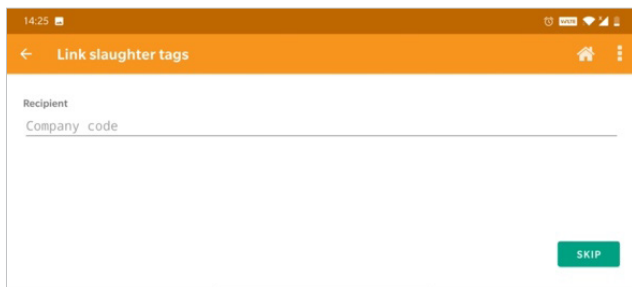 14:25
Link slaughter tags
Recipient
Company code
SKIP